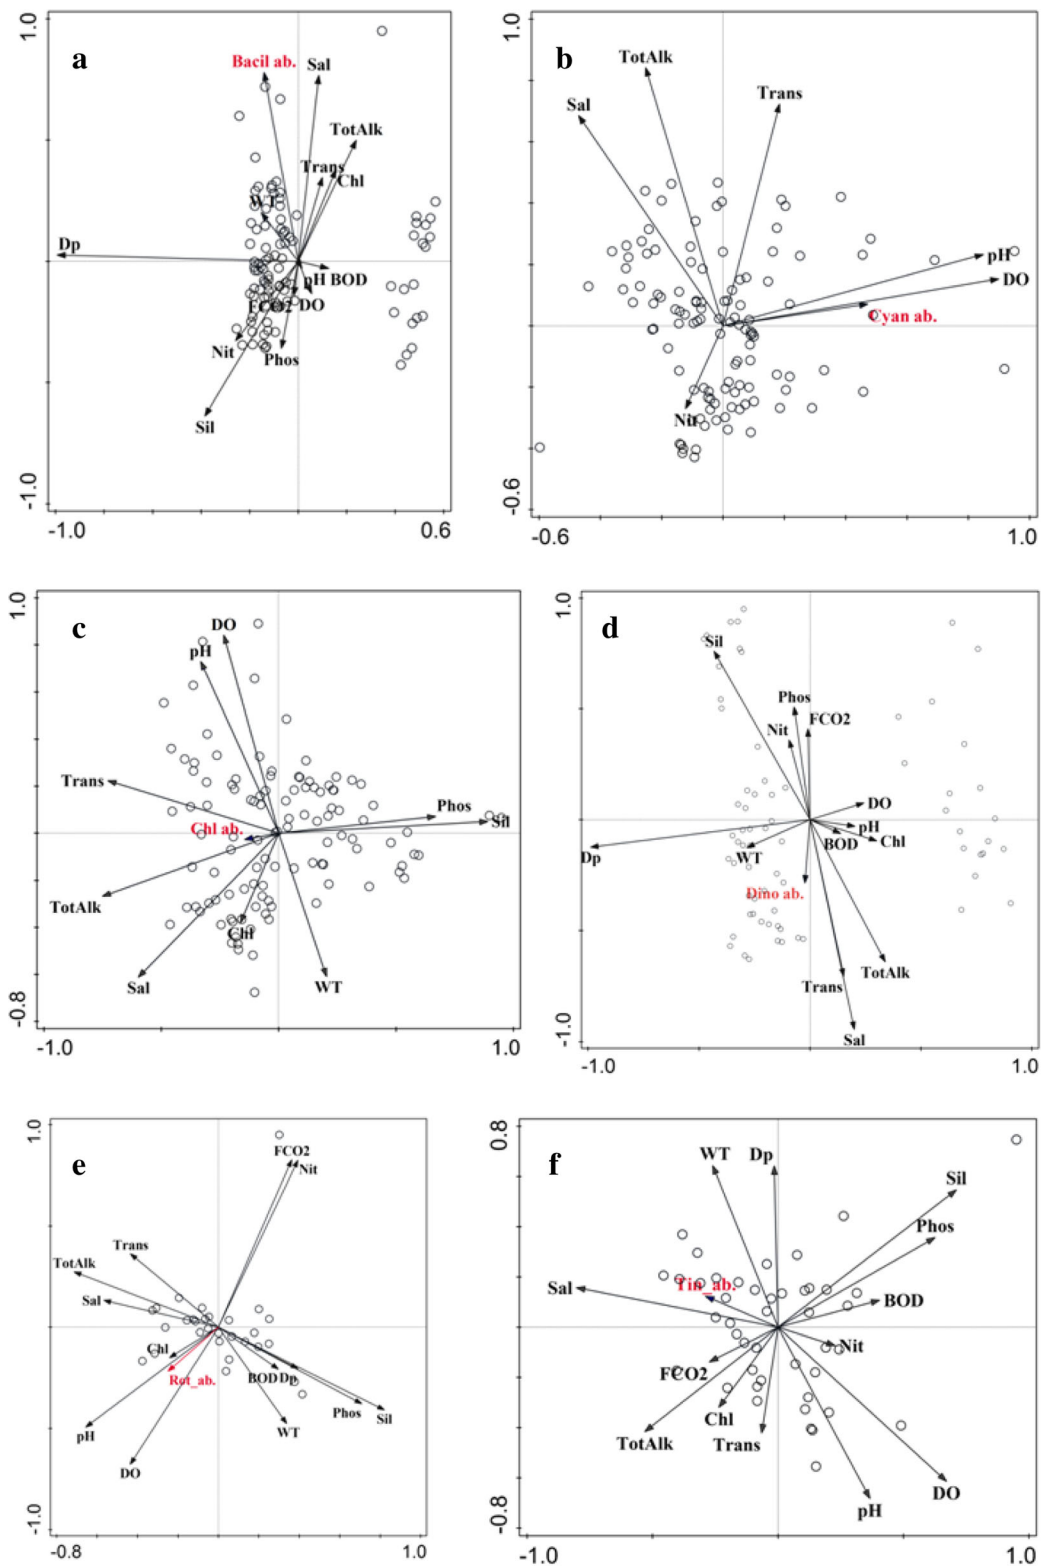 1.0
a
Bacil ab.
Sal
TotAlk
Trans
Chl
WT
Dp
pH BOD
FCO2 DO
Nit
Phos
Sil
-1.0
-1.0
0.6
1.0
b
TotAlk
Sal
Trans
pH
DO
Cyan ab.
Nit
-0.6
-0.6
1.0
1.0
c
DO
pH
Trans
Phos
Chl ab.
Sil
TotAlk
Chl
Sal
WT
-0.8
-1.0
1.0
1.0
d
Sil
Phos
Nit
FCO2
DO
pH
BOD
Chl
Dp
WT
Dino ab.
TotAlk
Trans
Sal
-1.0
-1.0
1.0
1.0
e
FCO2
Nit
Trans
TotAlk
Sal
Chl
Rot_ab.
BOD Dp
Phos
Sil
WT
pH
DO
-1.0
-0.8
1.0
0.8
f
WT
Dp
Sil
Phos
Tin_ab.
Sal
BOD
Nit
FCO2
Chl
TotAlk
Trans
DO
pH
-0.8
-1.0
1.0